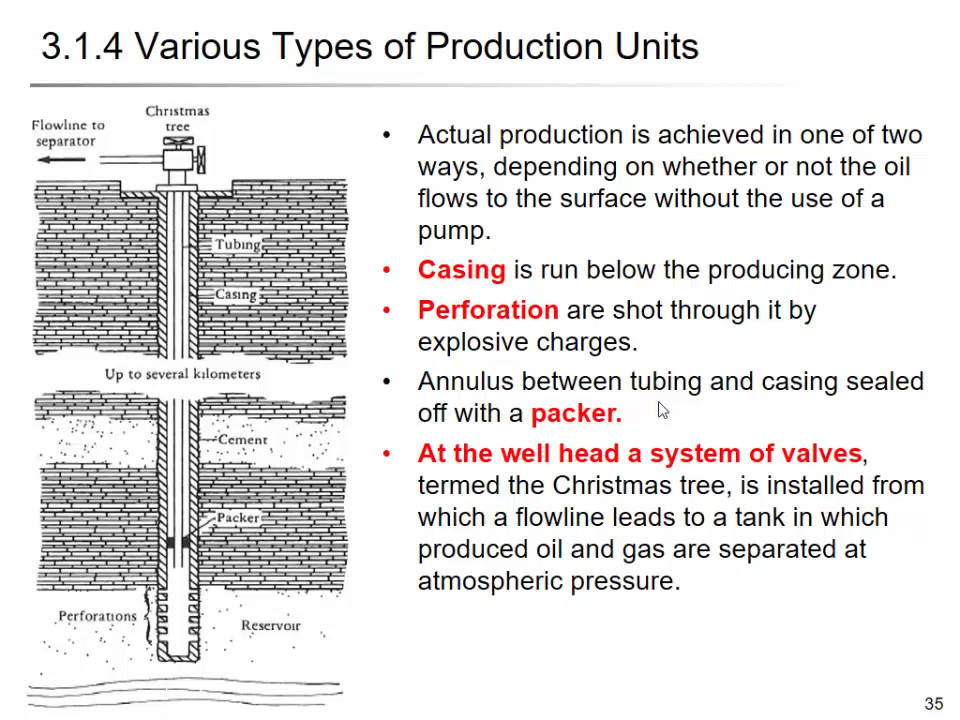 3.1.4 Various Types of Production Units
Christmas
tree
Flowline to
separator
Tubing
Casing
Up to several kilometers
Cement
Packer
Perforations
Reservoir
• Actual production is achieved in one of two
ways, depending on whether or not the oil
flows to the surface without the use of a
pump.
• Casing is run below the producing zone.
• Perforation are shot through it by
explosive charges.
• Annulus between tubing and casing sealed
off with a packer.
• At the well head a system of valves,
termed the Christmas tree, is installed from
which a flowline leads to a tank in which
produced oil and gas are separated at
atmospheric pressure.
35